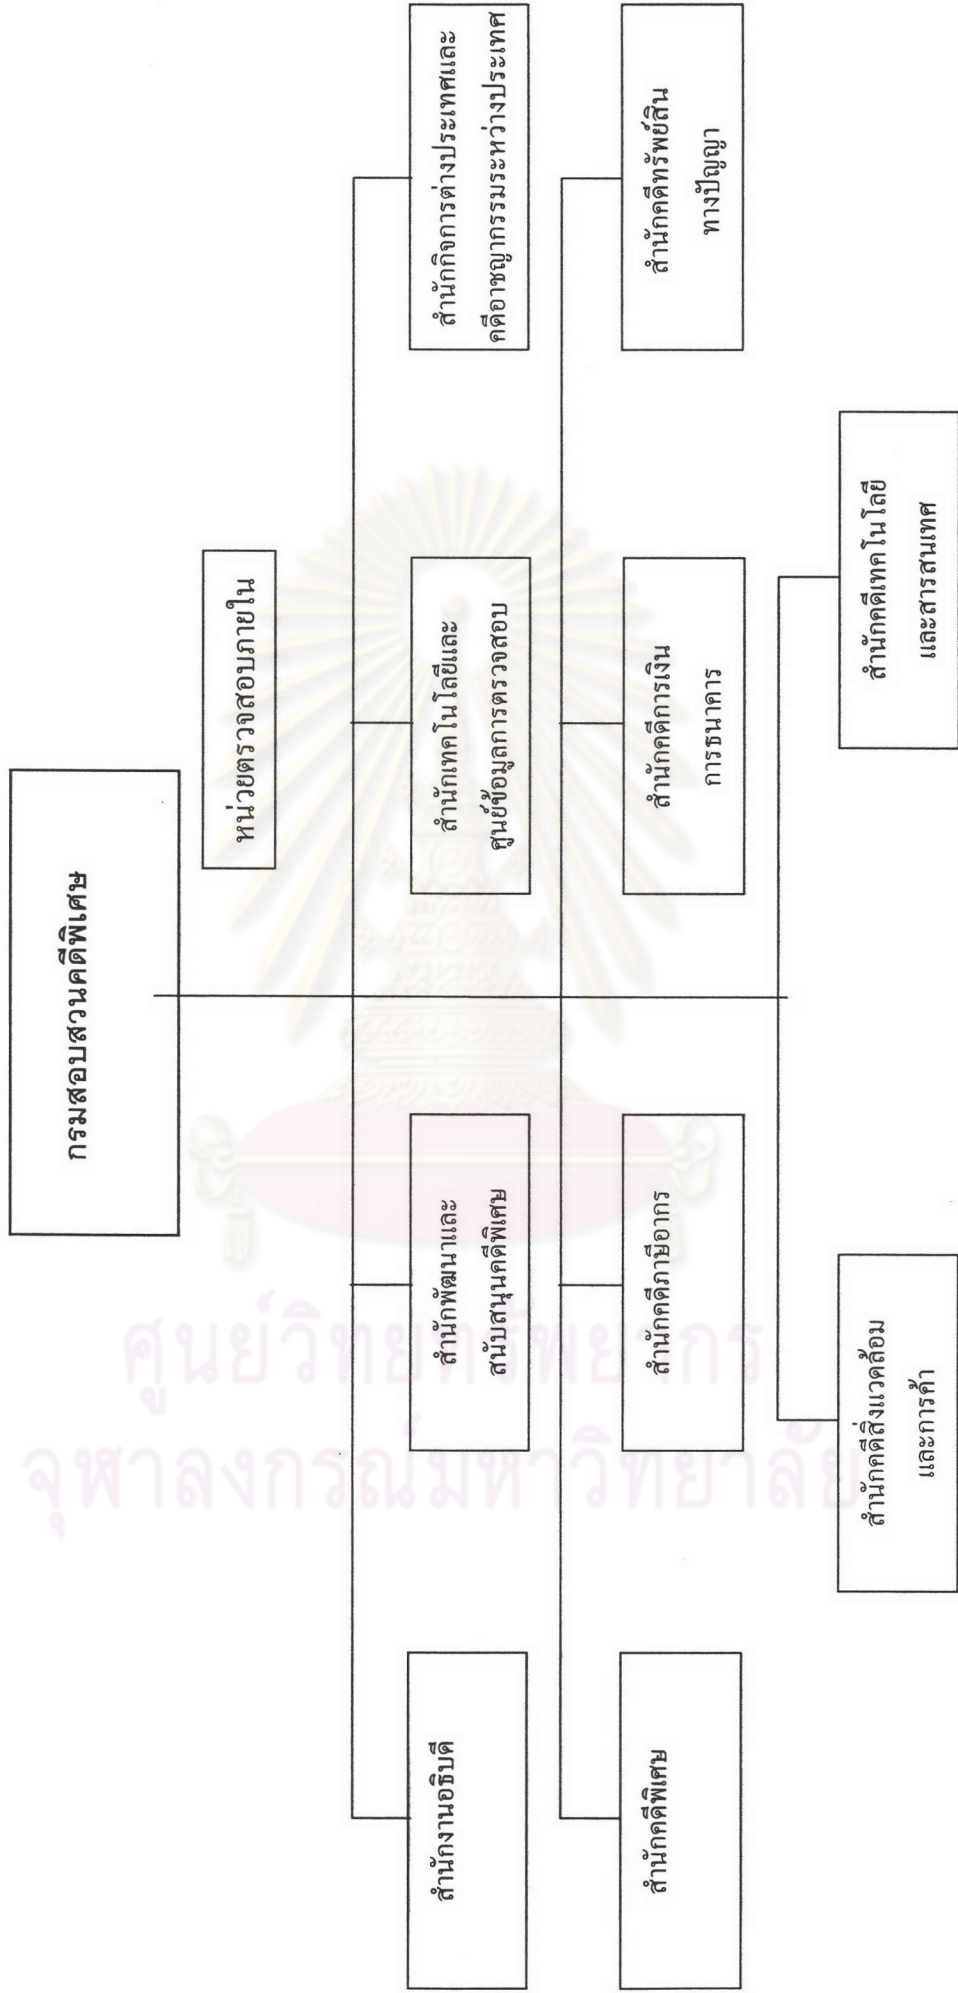 กรมสอบสวนคดีพิเศษ
หน่วยตรวจสอบภายใน
สำนักงานอธิบดี
สำนักพัฒนาและ
สนับสนุนคดีพิเศษ
สำนักเทคโนโลยีและ
ศูนย์ข้อมูลการตรวจสอบ
สำนักกิจการต่างประเทศและ
คดีอาชญากรรมระหว่างประเทศ
สำนักคดีพิเศษ
สำนักคดีภาษีอากร
สำนักคดีการเงิน
การธนาคาร
สำนักคดีทรัพย์สิน
ทางปัญญา
สำนักคดีสิ่งแวดล้อม
และการค้า
สำนักคดีเทคโนโลยี
และสารสนเทศ
ศูนย์วิทยทรัพยากร
จุฬาลงกรณ์มหาวิทยาลัย